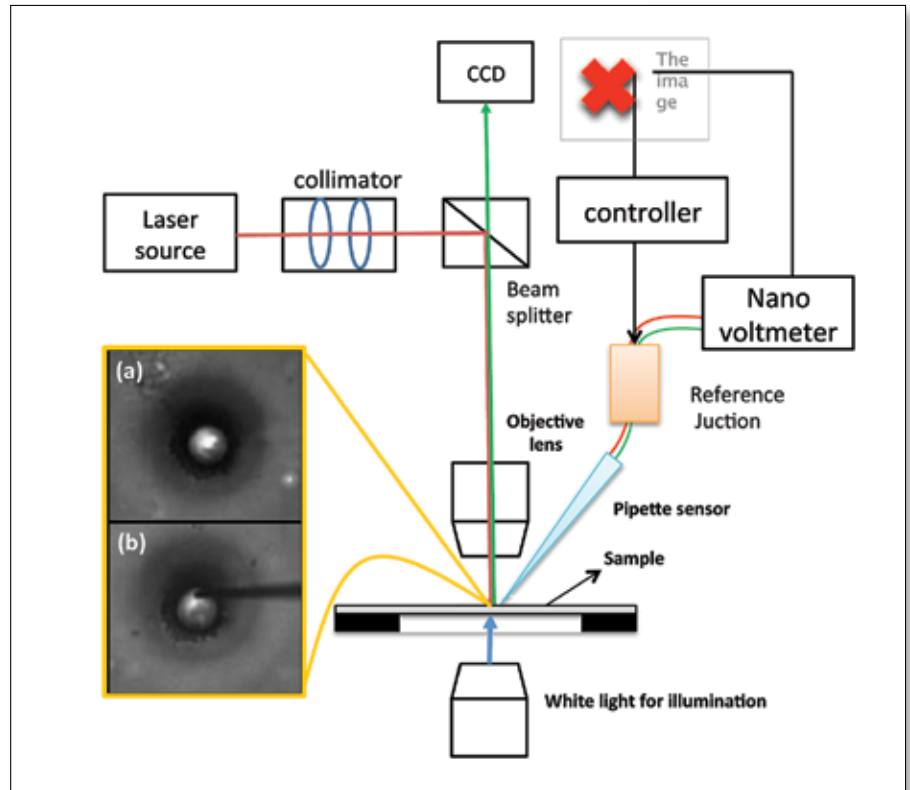 CCD
The
ima
ge
collimator
Laser
source
controller
Beam
splitter
Nano
voltmeter
(a)
Reference
Juction
Objective
lens
Pipette sensor
(b)
Sample
White light for illumination